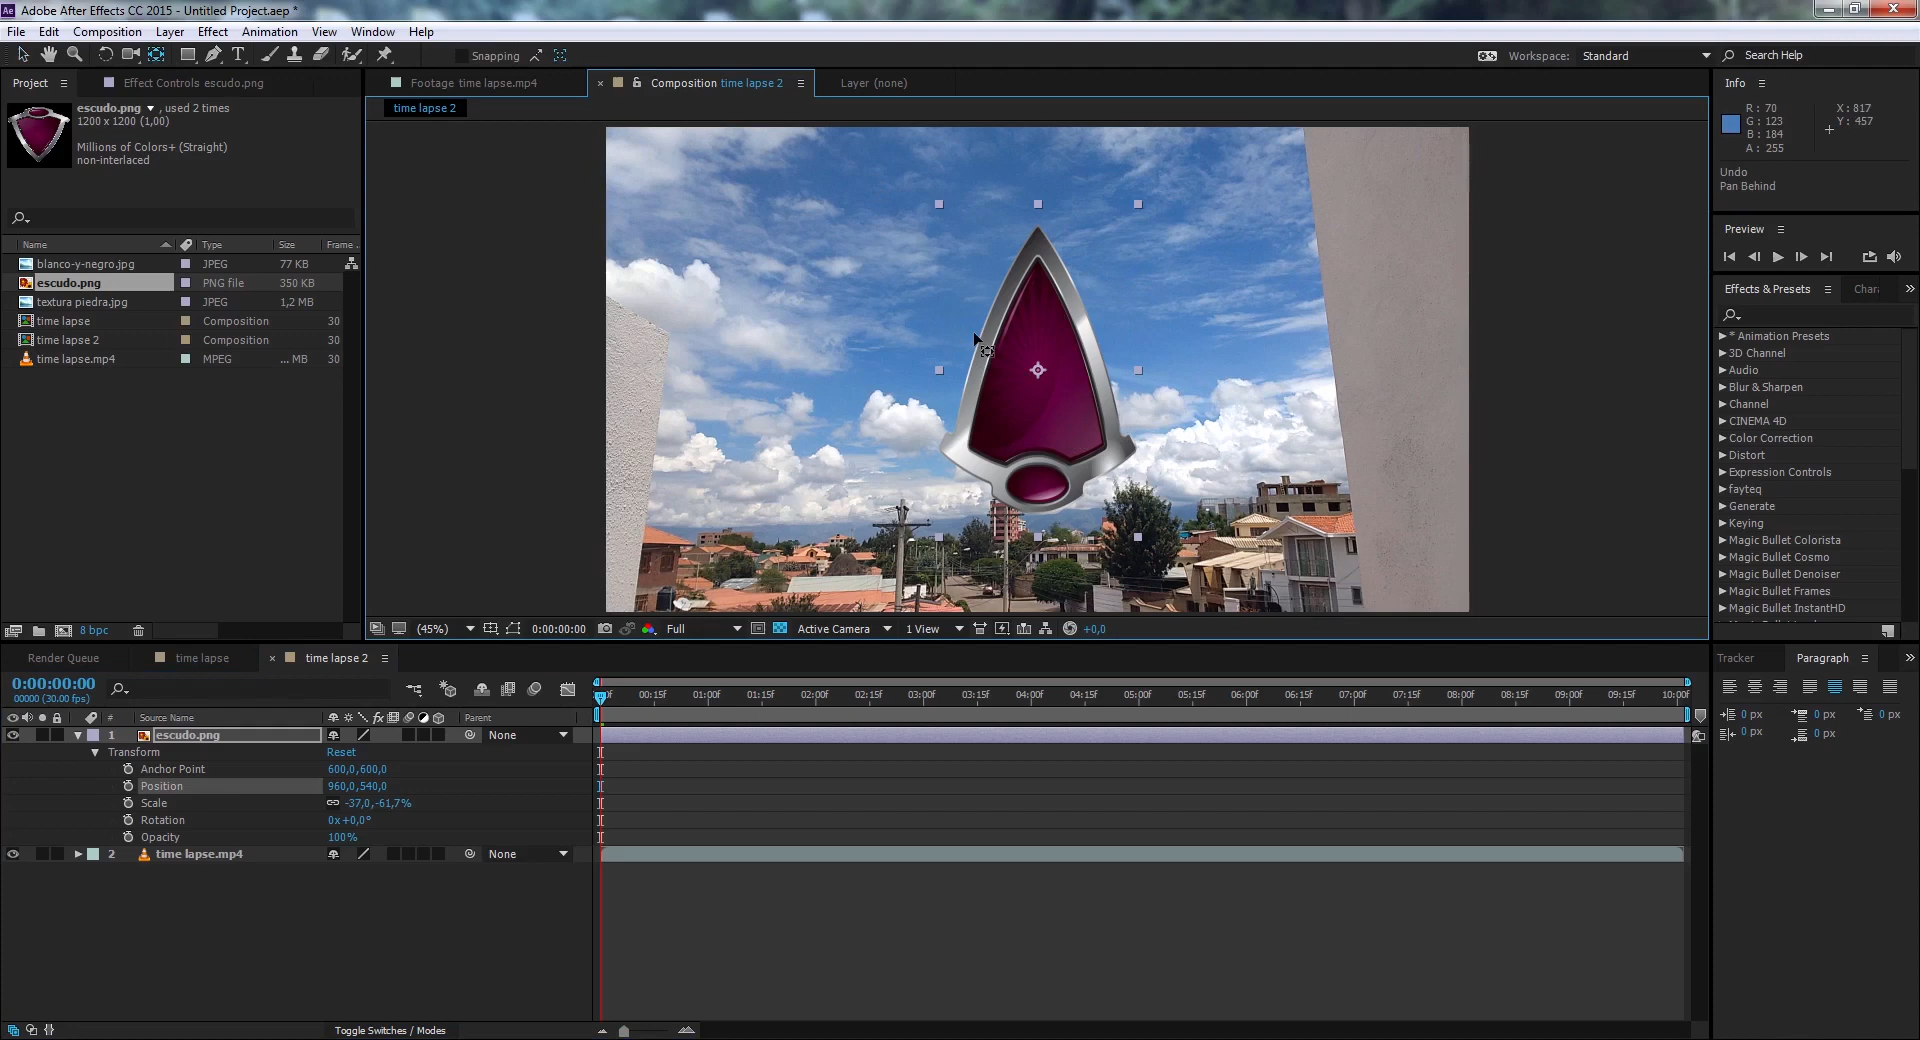 Adobe After Effects CC 2015 - Untitled Project.aep *
File Edit Composition Layer Effect Animation View Window Help
Snapping
Workspace: Standard
Search Help
Project
Effect Controls escudo.png
escudo.png , used 2 times
1200 x 1200 (1,00)
Millions of Colors+ (Straight)
non-interlaced
Name Type Size Frame ...
blanco-y-negro.jpg JPEG 77 KB
escudo.png PNG file 350 KB
textura piedra.jpg JPEG 1,2 MB
time lapse Composition 30
time lapse 2 Composition 30
time lapse.mp4 MPEG ... MB 30
8 bpc
Footage time lapse.mp4
Composition time lapse 2
Layer (none)
time lapse 2
(45%) 0:00:00:00 Full Active Camera 1 View +0,0
Info
R : 70
G : 123
B : 184
A : 255
X : 817
Y : 457
Undo
Pan Behind
Preview
Effects & Presets
Chara
* Animation Presets
3D Channel
Audio
Blur & Sharpen
Channel
CINEMA 4D
Color Correction
Distort
Expression Controls
fayteq
Generate
Keying
Magic Bullet Colorista
Magic Bullet Cosmo
Magic Bullet Denoiser
Magic Bullet Frames
Magic Bullet InstantHD
Render Queue
time lapse
time lapse 2
0:00:00:00
00000 (30.00 fps)
# Source Name Parent
1 escudo.png None
Transform Reset
Anchor Point 600,0,600,0
Position 960,0,540,0
Scale -37,0,-61,7%
Rotation 0x+0,0°
Opacity 100%
2 time lapse.mp4 None
00:15f 01:00f 01:15f 02:00f 02:15f 03:00f 03:15f 04:00f 04:15f 05:00f 05:15f 06:00f 06:15f 07:00f 07:15f 08:00f 08:15f 09:00f 09:15f 10:00f
Toggle Switches / Modes
Tracker
Paragraph
0 px 0 px 0 px
0 px 0 px